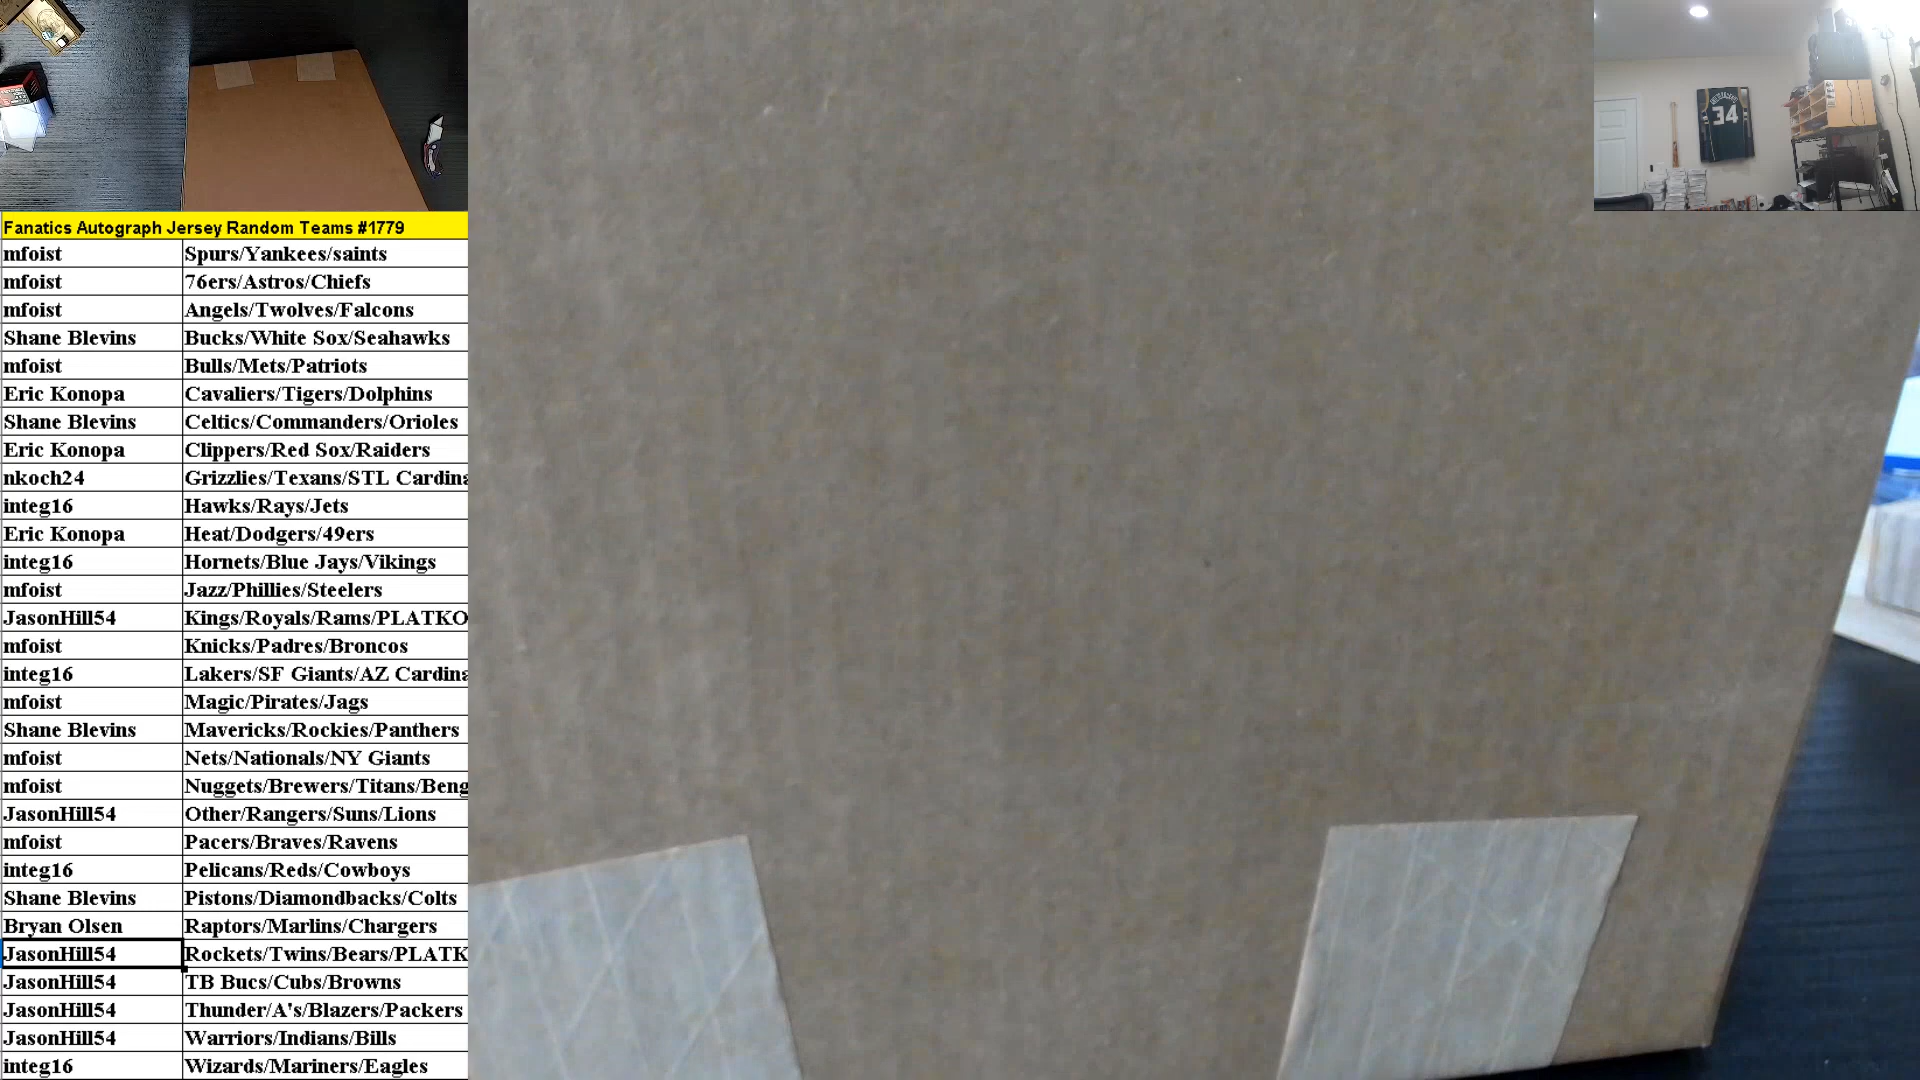 Fanatics Autograph Jersey Random Teams #1779
mfoist Spurs/Yankees/saints
mfoist 76ers/Astros/Chiefs
mfoist Angels/Twolves/Falcons
Shane Blevins Bucks/White Sox/Seahawks
mfoist Bulls/Mets/Patriots
Eric Konopa Cavaliers/Tigers/Dolphins
Shane Blevins Celtics/Commanders/Orioles
Eric Konopa Clippers/Red Sox/Raiders
nkoch24 Grizzlies/Texans/STL Cardina
integ16 Hawks/Rays/Jets
Eric Konopa Heat/Dodgers/49ers
integ16 Hornets/Blue Jays/Vikings
mfoist Jazz/Phillies/Steelers
JasonHill54 Kings/Royals/Rams/PLATKO
mfoist Knicks/Padres/Broncos
integ16 Lakers/SF Giants/AZ Cardina
mfoist Magic/Pirates/Jags
Shane Blevins Mavericks/Rockies/Panthers
mfoist Nets/Nationals/NY Giants
mfoist Nuggets/Brewers/Titans/Beng
JasonHill54 Other/Rangers/Suns/Lions
mfoist Pacers/Braves/Ravens
integ16 Pelicans/Reds/Cowboys
Shane Blevins Pistons/Diamondbacks/Colts
Bryan Olsen Raptors/Marlins/Chargers
JasonHill54 Rockets/Twins/Bears/PLATK
JasonHill54 TB Bucs/Cubs/Browns
JasonHill54 Thunder/A's/Blazers/Packers
JasonHill54 Warriors/Indians/Bills
integ16 Wizards/Mariners/Eagles
34